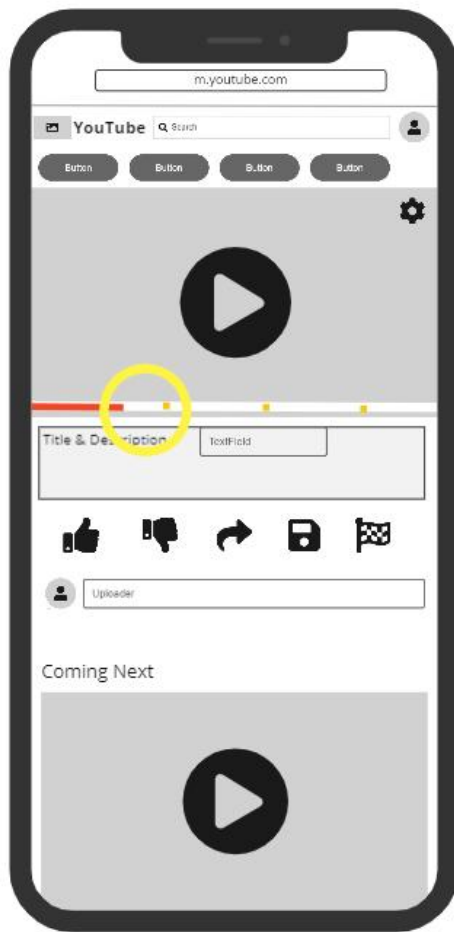 m.youtube.com
YouTube Search
Button Button Button Button
Title & Description TextField
Uploader
Coming Next